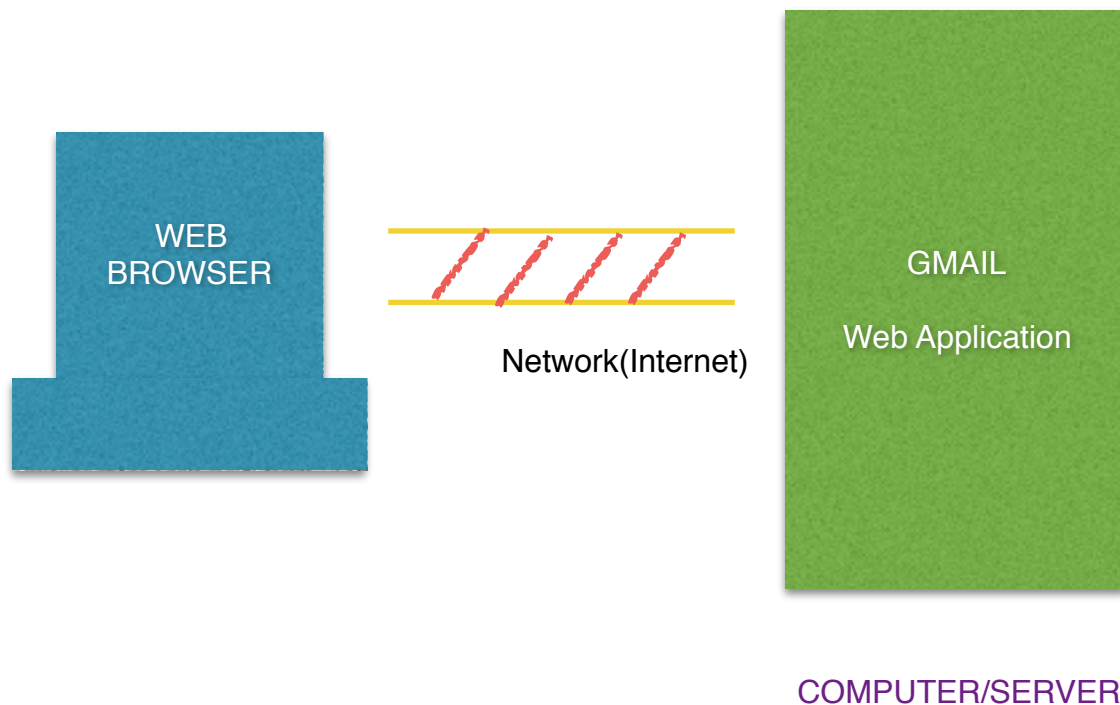 WEB
BROWSER
Network(Internet)
GMAIL
Web Application
COMPUTER/SERVER